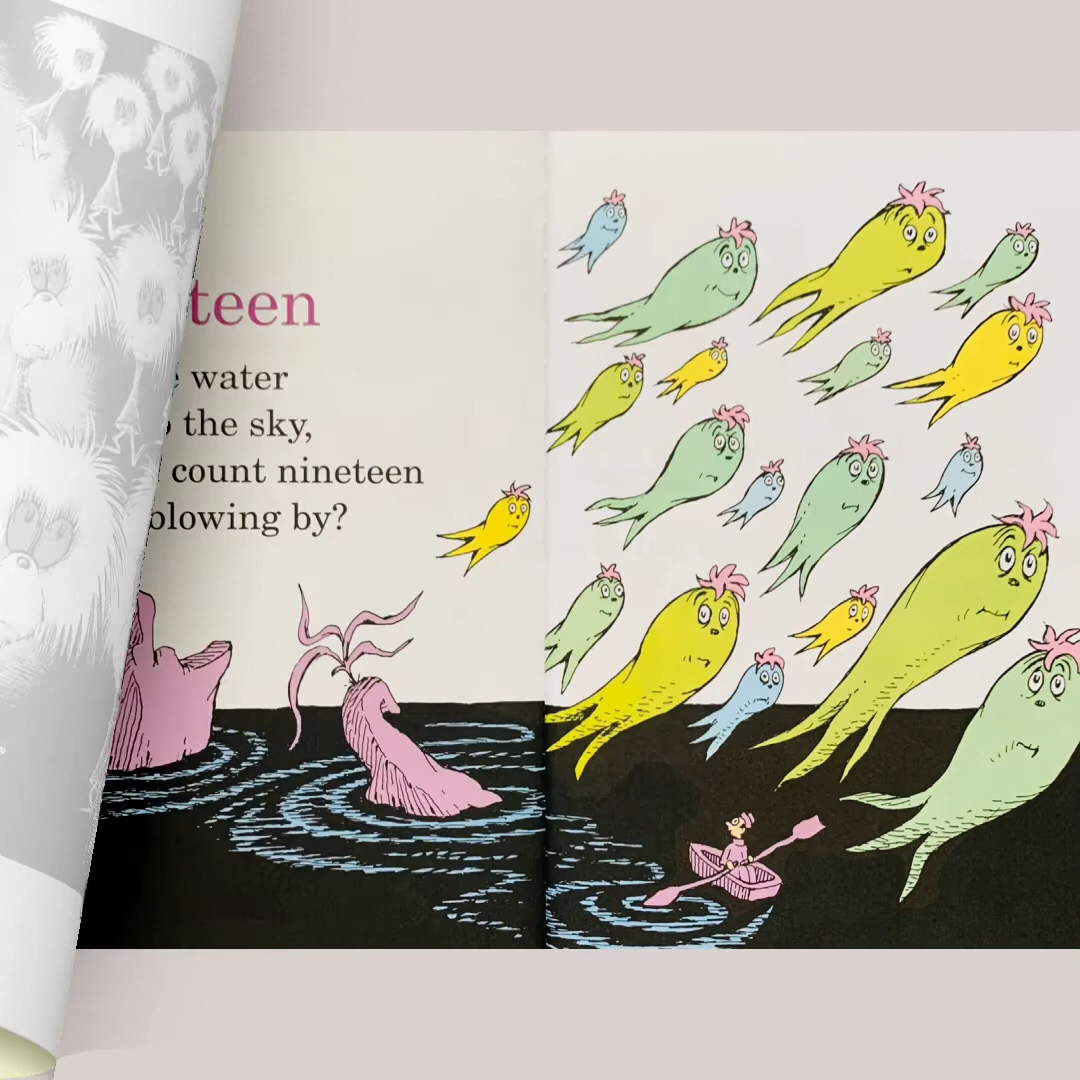 teen
water
the sky,
count nineteen
blowing by?